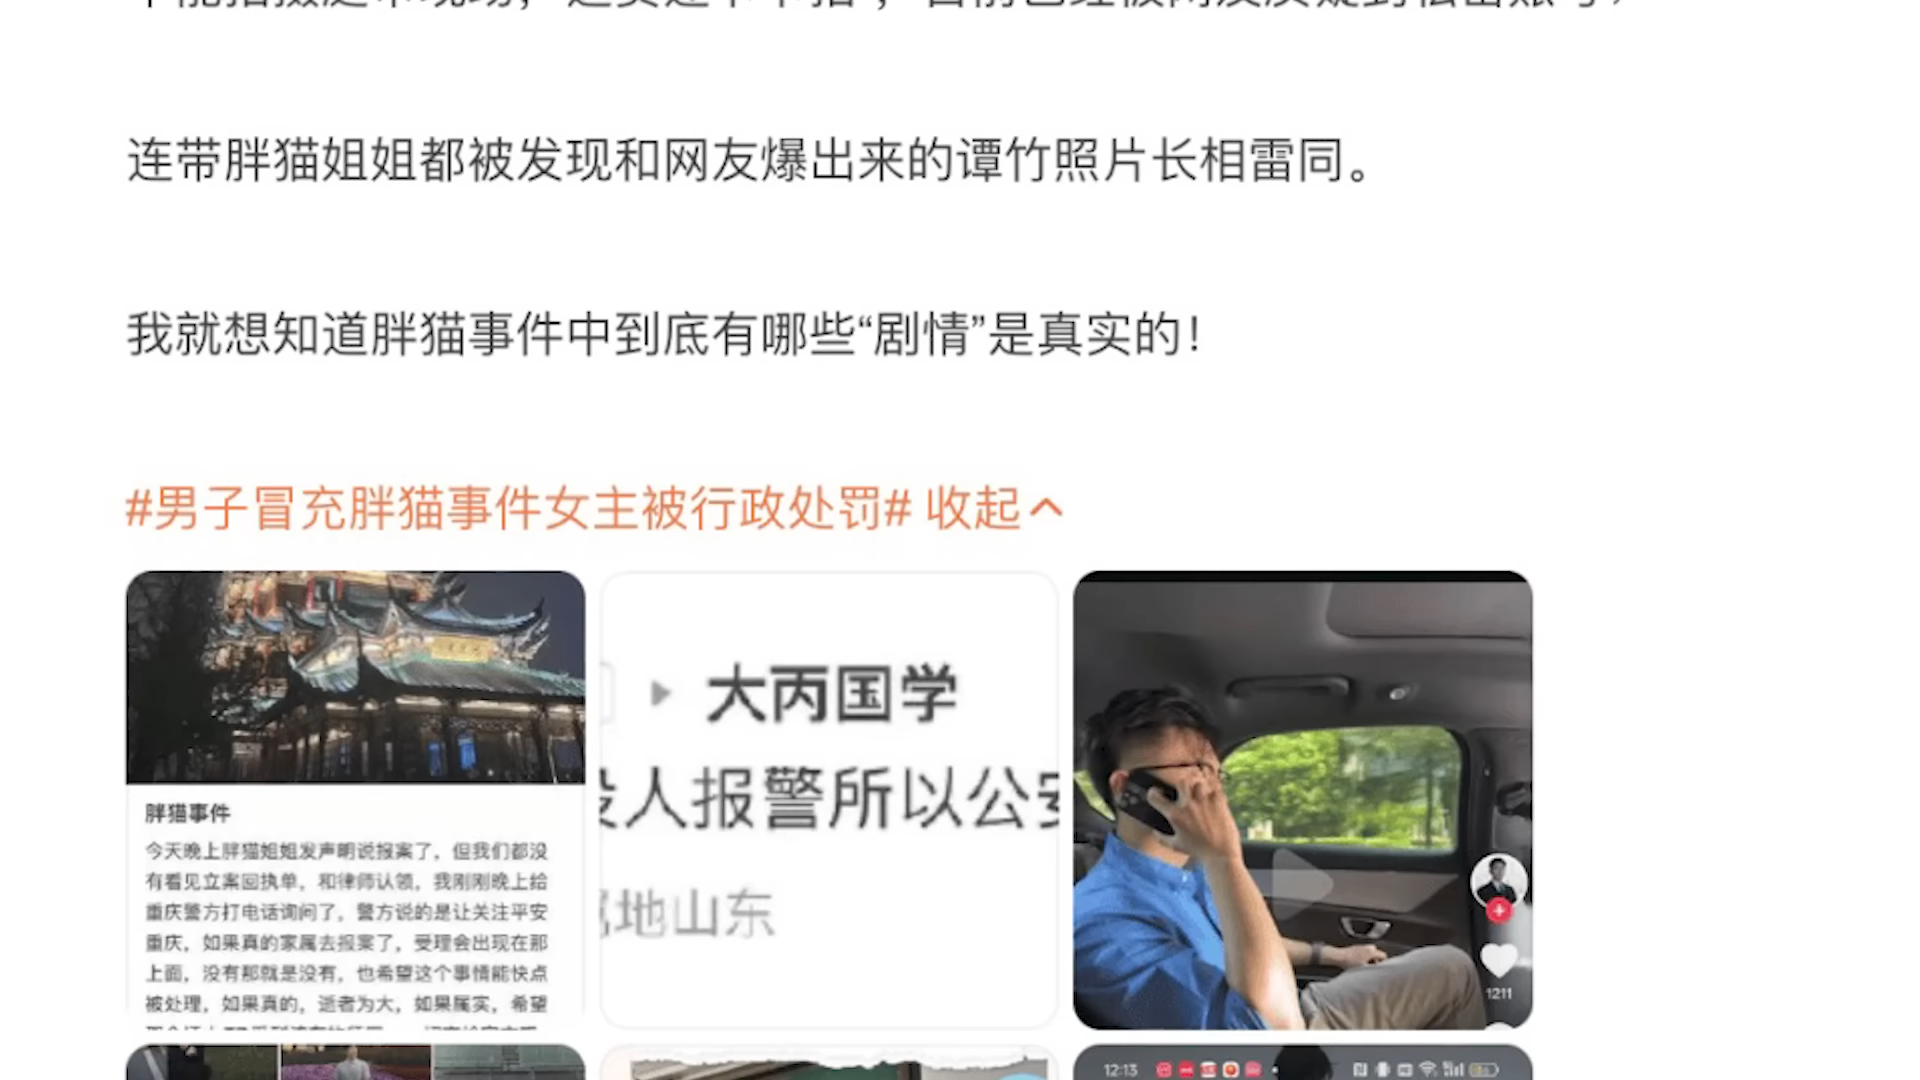 连带胖猫姐姐都被发现和网友爆出来的谭竹照片长相雷同。
我就想知道胖猫事件中到底有哪些“剧情”是真实的！
#男子冒充胖猫事件女主被行政处罚# 收起
胖猫事件
今天晚上胖猫姐姐发声明说报案了，但我们都没
有看见立案回执单，和律师认领，我刚刚晚上给
重庆警方打电话询问了，警方说的是让关注平安
重庆，如果真的家属去报案了，受理会出现在那
上面，没有那就是没有，也希望这个事情能快点
被处理，如果真的，逝者为大，如果属实，希望
大丙国学
人报警所以公
地山东
1211
12:13